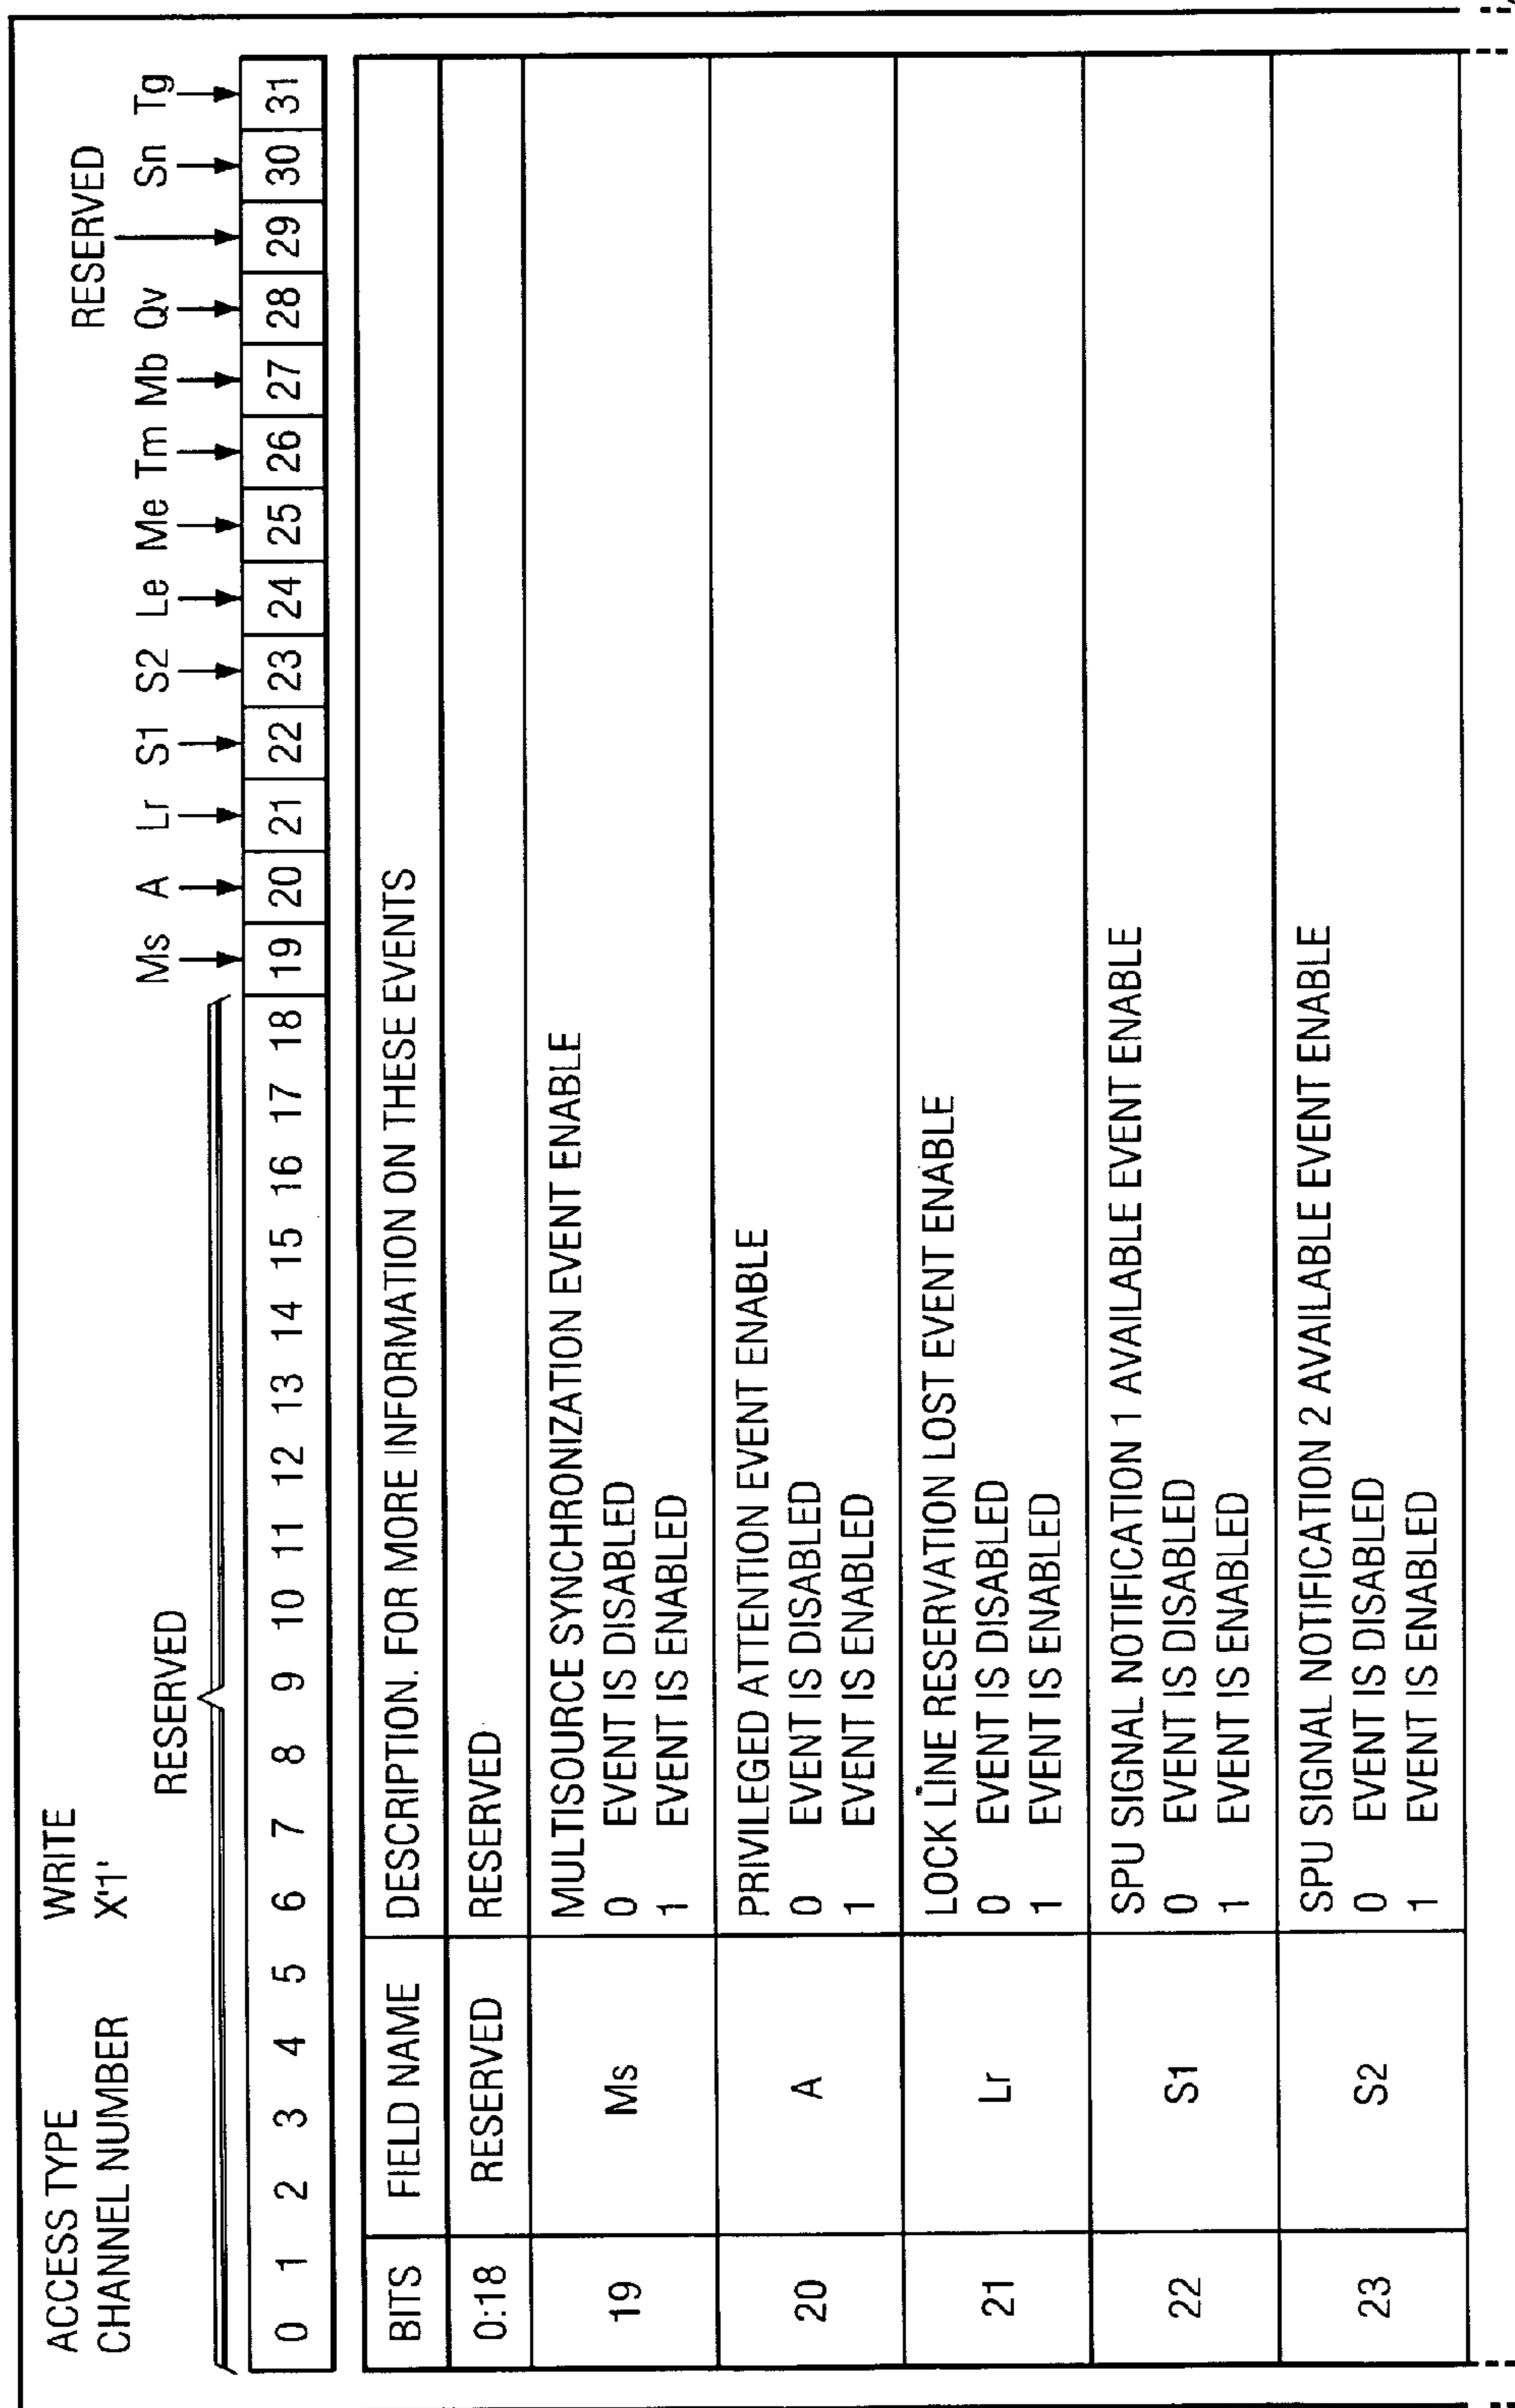 ACCESS TYPE WRITE
CHANNEL NUMBER X'1'
RESERVED
RESERVED
Ms A Lr S1 S2 Le Me Tm Mb Qv Sn Tg
0 1 2 3 4 5 6 7 8 9 10 11 12 13 14 15 16 17 18 19 20 21 22 23 24 25 26 27 28 29 30 31
BITS FIELD NAME DESCRIPTION. FOR MORE INFORMATION ON THESE EVENTS
0:18 RESERVED RESERVED
19 Ms MULTISOURCE SYNCHRONIZATION EVENT ENABLE
0 EVENT IS DISABLED
1 EVENT IS ENABLED
20 A PRIVILEGED ATTENTION EVENT ENABLE
0 EVENT IS DISABLED
1 EVENT IS ENABLED
21 Lr LOCK LINE RESERVATION LOST EVENT ENABLE
0 EVENT IS DISABLED
1 EVENT IS ENABLED
22 S1 SPU SIGNAL NOTIFICATION 1 AVAILABLE EVENT ENABLE
0 EVENT IS DISABLED
1 EVENT IS ENABLED
23 S2 SPU SIGNAL NOTIFICATION 2 AVAILABLE EVENT ENABLE
0 EVENT IS DISABLED
1 EVENT IS ENABLED